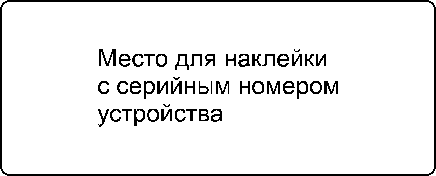 Место для наклейки
с серийным номером
устройства